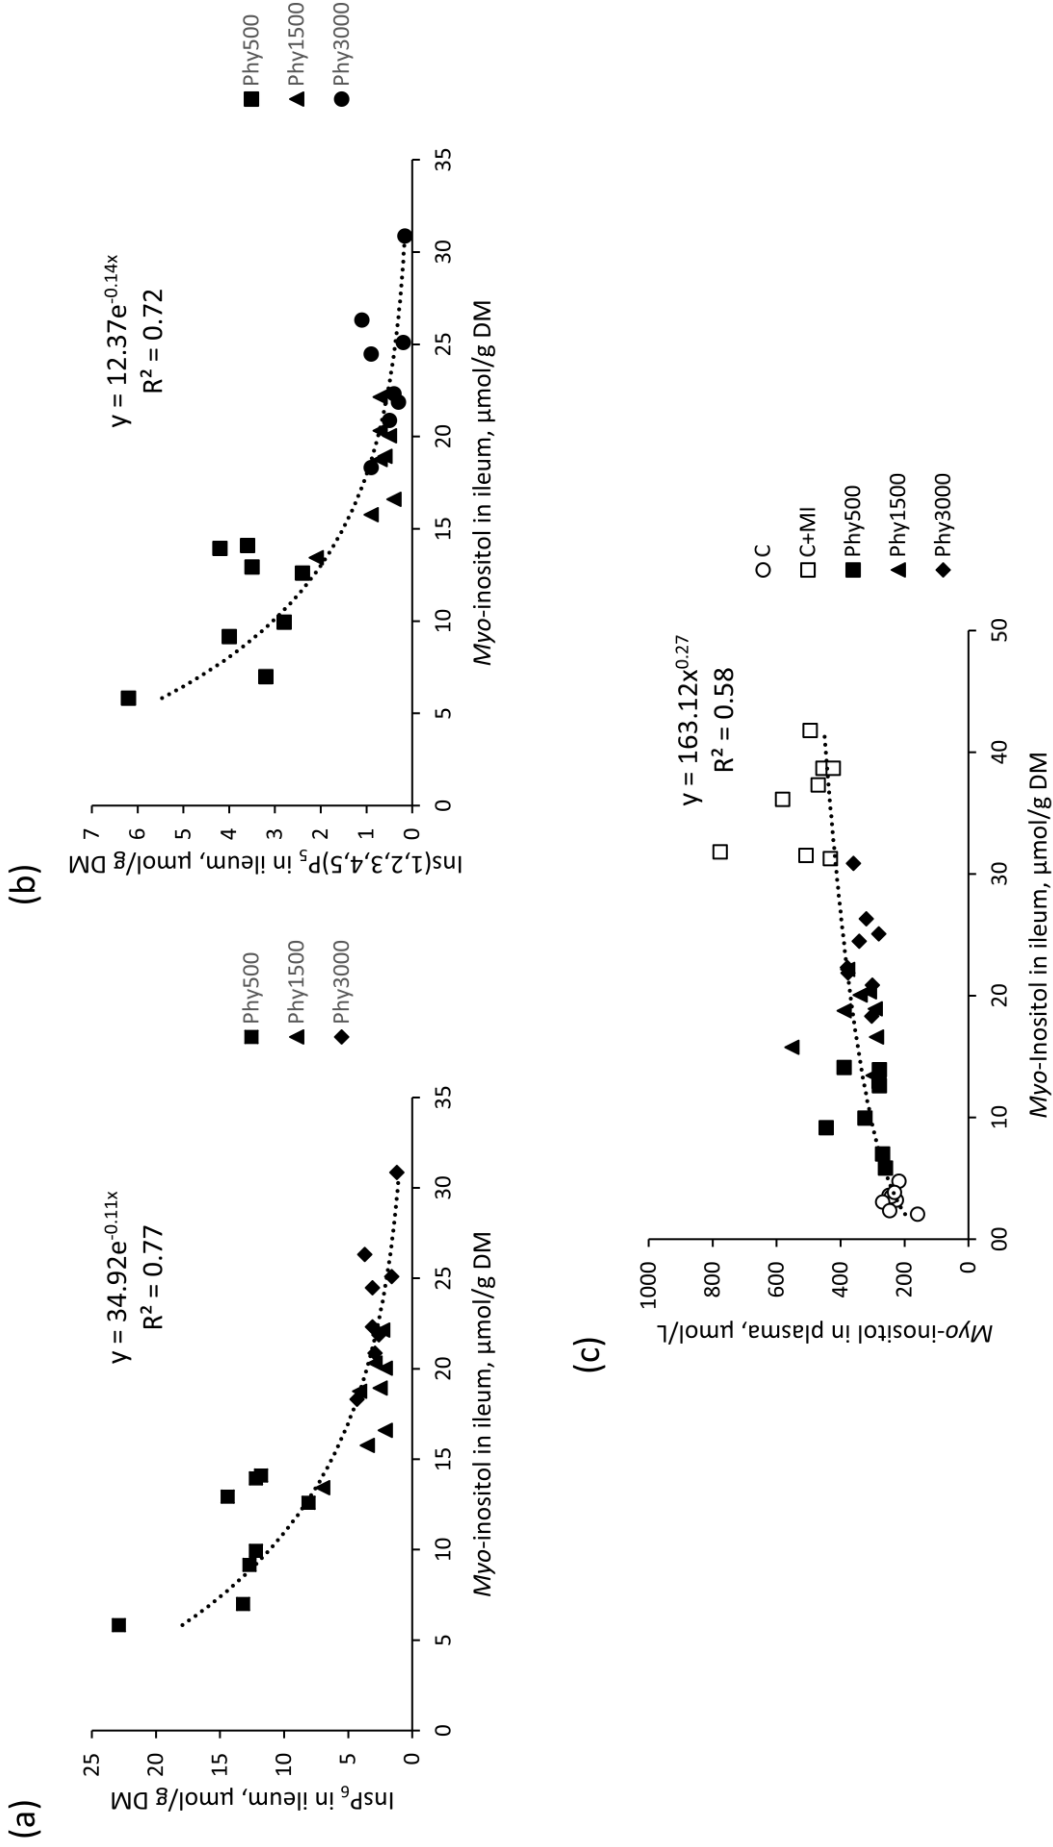 (a)
InsP₆ in ileum, µmol/g DM
25
20
15
10
5
0
0
5
10
15
20
25
30
35
Myo-inositol in ileum, µmol/g DM
y = 34.92e⁻⁰·¹¹ˣ
R² = 0.77
Phy500
Phy1500
Phy3000
(b)
Ins(1,2,3,4,5)P₅ in ileum, µmol/g DM
7
6
5
4
3
2
1
0
0
5
10
15
20
25
30
35
Myo-inositol in ileum, µmol/g DM
y = 12.37e⁻⁰·¹⁴ˣ
R² = 0.72
Phy500
Phy1500
Phy3000
(c)
Myo-inositol in plasma, µmol/L
1000
800
600
400
200
0
00
10
20
30
40
50
Myo-Inositol in ileum, µmol/g DM
y = 163.12x⁰·²⁷
R² = 0.58
C
C+MI
Phy500
Phy1500
Phy3000